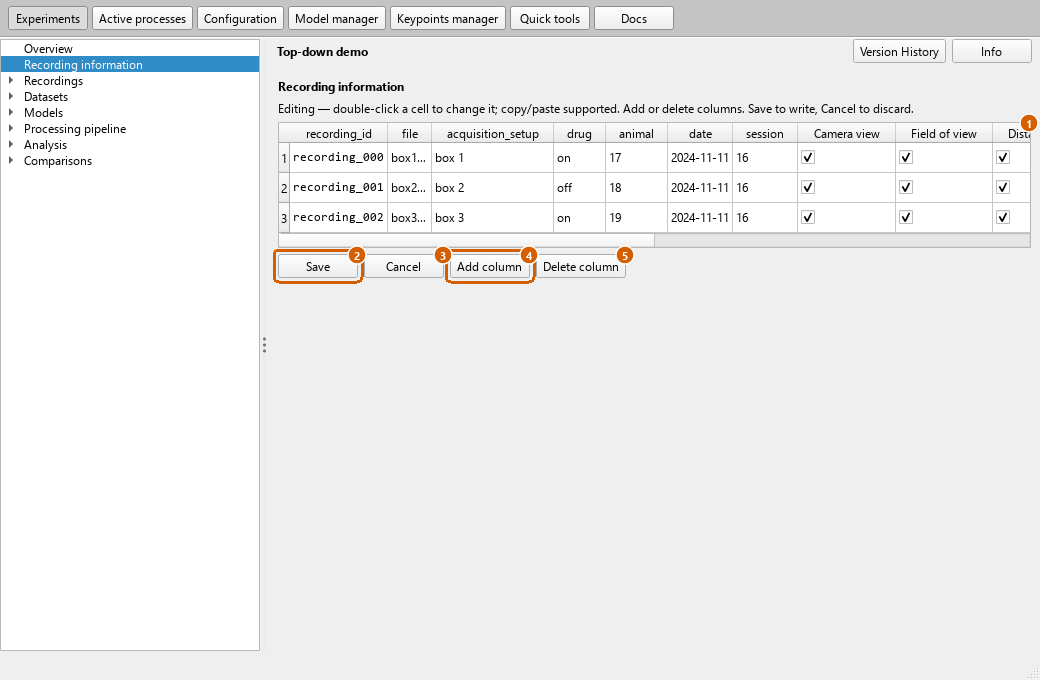 Experiments Active processes Configuration Model manager Keypoints manager Quick tools Docs
Overview
Recording information
Recordings
Datasets
Models
Processing pipeline
Analysis
Comparisons
Top-down demo Version History Info
Recording information
Editing — double-click a cell to change it; copy/paste supported. Add or delete columns. Save to write, Cancel to discard.
1
recording_id file acquisition_setup drug animal date session Camera view Field of view Dista
1 recording_000 box1... box 1 on 17 2024-11-11 16
2 recording_001 box2... box 2 off 18 2024-11-11 16
3 recording_002 box3... box 3 on 19 2024-11-11 16
2 3 4 5
Save Cancel Add column Delete column